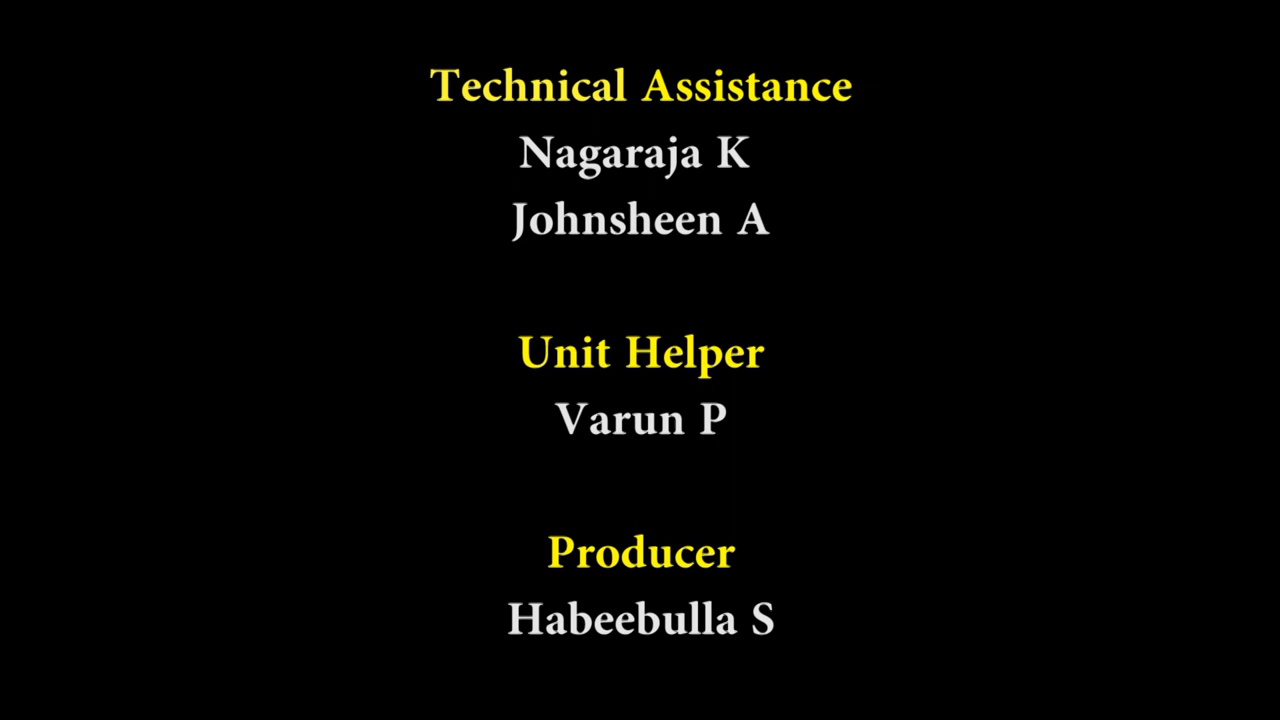 Technical Assistance
Nagaraja K
Johnsheen A
Unit Helper
Varun P
Producer
Habeebulla S